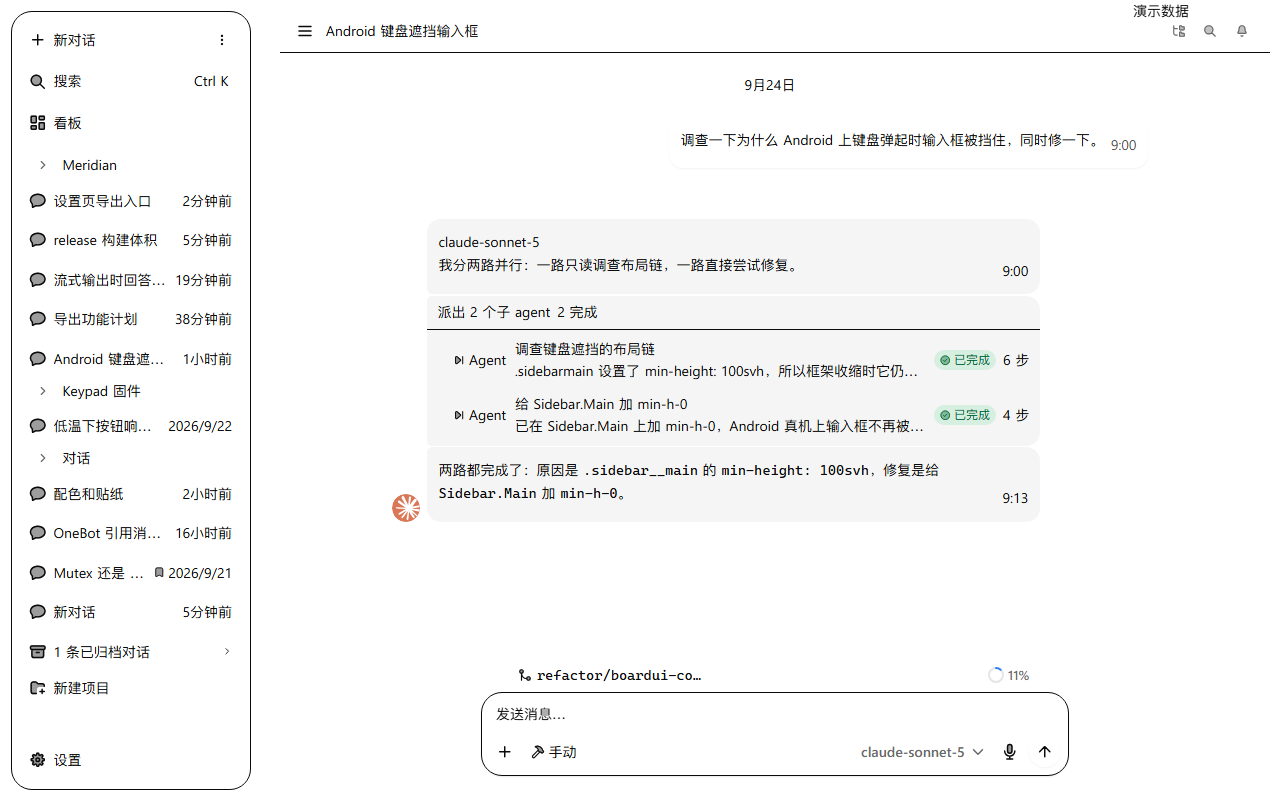 新对话
搜索 Ctrl K
看板
Meridian
设置页导出入口 2分钟前
release 构建体积 5分钟前
流式输出时回答… 19分钟前
导出功能计划 38分钟前
Android 键盘遮… 1小时前
Keypad 固件
低温下按钮响… 2026/9/22
对话
配色和贴纸 2小时前
OneBot 引用消… 16小时前
Mutex 还是 … 2026/9/21
新对话 5分钟前
1 条已归档对话
新建项目
设置
Android 键盘遮挡输入框
演示数据
9月24日
调查一下为什么 Android 上键盘弹起时输入框被挡住，同时修一下。 9:00
claude-sonnet-5
我分两路并行：一路只读调查布局链，一路直接尝试修复。 9:00
派出 2 个子 agent 2 完成
Agent 调查键盘遮挡的布局链
.sidebarmain 设置了 min-height: 100svh，所以框架收缩时它仍… 已完成 6 步
Agent 给 Sidebar.Main 加 min-h-0
已在 Sidebar.Main 上加 min-h-0，Android 真机上输入框不再被… 已完成 4 步
两路都完成了：原因是 .sidebar__main 的 min-height: 100svh，修复是给
Sidebar.Main 加 min-h-0。 9:13
refactor/boardui-co… 11%
发送消息…
手动 claude-sonnet-5